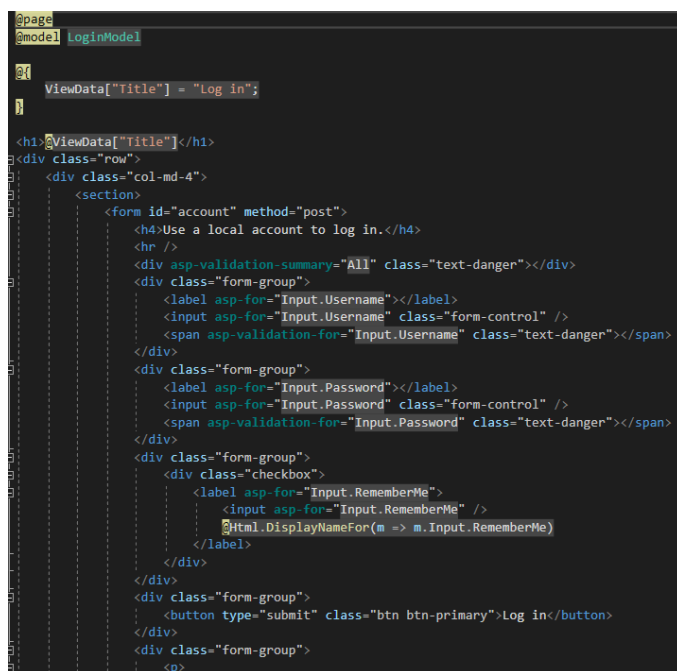 @page
@model LoginModel
@{
ViewData["Title"] = "Log in";
}
<h1>@ViewData["Title"]</h1>
<div class="row">
<div class="col-md-4">
<section>
<form id="account" method="post">
<h4>Use a local account to log in.</h4>
<hr />
<div asp-validation-summary="All" class="text-danger"></div>
<div class="form-group">
<label asp-for="Input.Username"></label>
<input asp-for="Input.Username" class="form-control" />
<span asp-validation-for="Input.Username" class="text-danger"></span>
</div>
<div class="form-group">
<label asp-for="Input.Password"></label>
<input asp-for="Input.Password" class="form-control" />
<span asp-validation-for="Input.Password" class="text-danger"></span>
</div>
<div class="form-group">
<div class="checkbox">
<label asp-for="Input.RememberMe">
<input asp-for="Input.RememberMe" />
@Html.DisplayNameFor(m => m.Input.RememberMe)
</label>
</div>
</div>
<div class="form-group">
<button type="submit" class="btn btn-primary">Log in</button>
</div>
<div class="form-group">
<p>